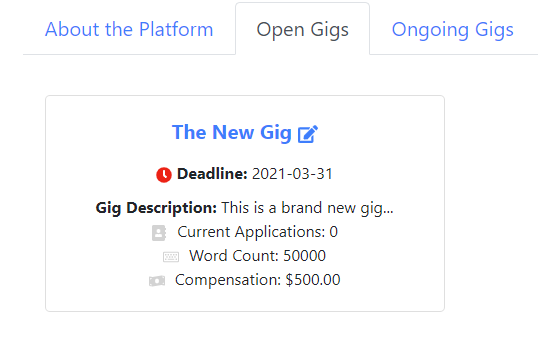 About the Platform Open Gigs Ongoing Gigs
The New Gig
Deadline: 2021-03-31
Gig Description: This is a brand new gig...
Current Applications: 0
Word Count: 50000
Compensation: $500.00